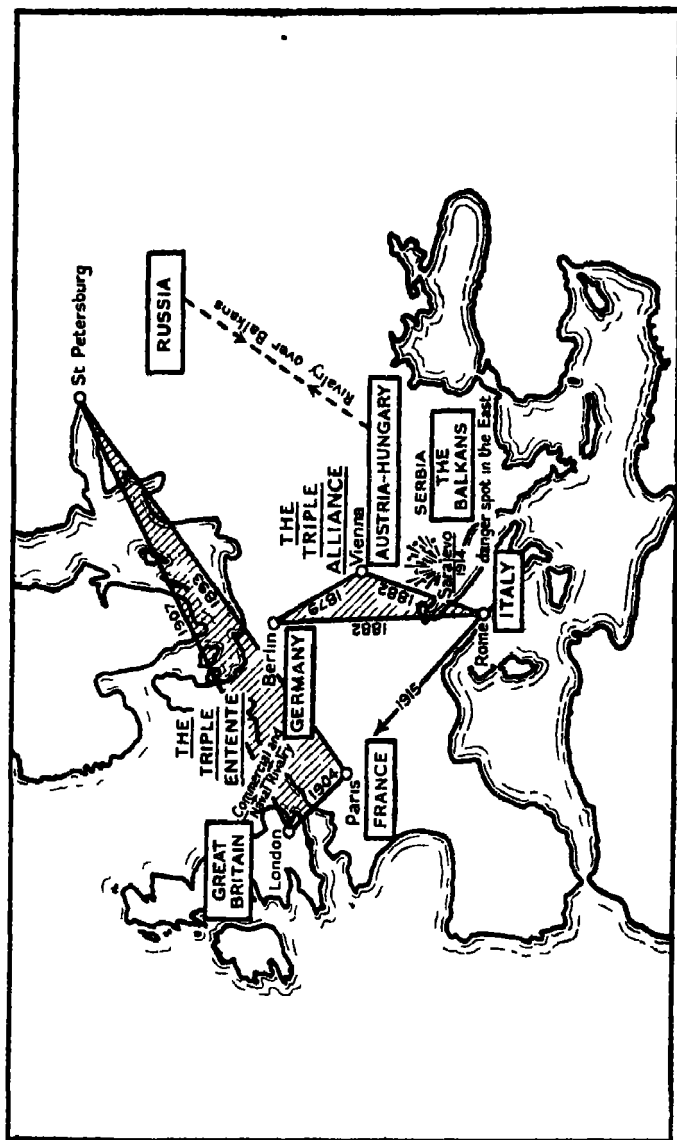 St Petersburg
RUSSIA
Rivalry over Balkans
1907
1893
THE
TRIPLE
ENTENTE
THE
TRIPLE
ALLIANCE
GREAT
BRITAIN
Commercial and
Naval Rivalry
London
1904
Paris
FRANCE
Berlin
GERMANY
1879
Vienna
AUSTRIA-HUNGARY
1882
1882
SERBIA
THE
BALKANS
Sarajevo
1914
danger spot in the East
Rome
ITALY
1915